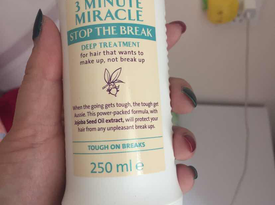 3 MINUTE
MIRACLE
STOP THE BREAK
DEEP TREATMENT
for hair that wants to
make up, not break up
When the going gets tough, the tough get
Aussie. This power-packed formula, with
Jojoba Seed Oil extract, will protect your
hair from any unpleasant break ups.
TOUGH ON BREAKS
250 ml e